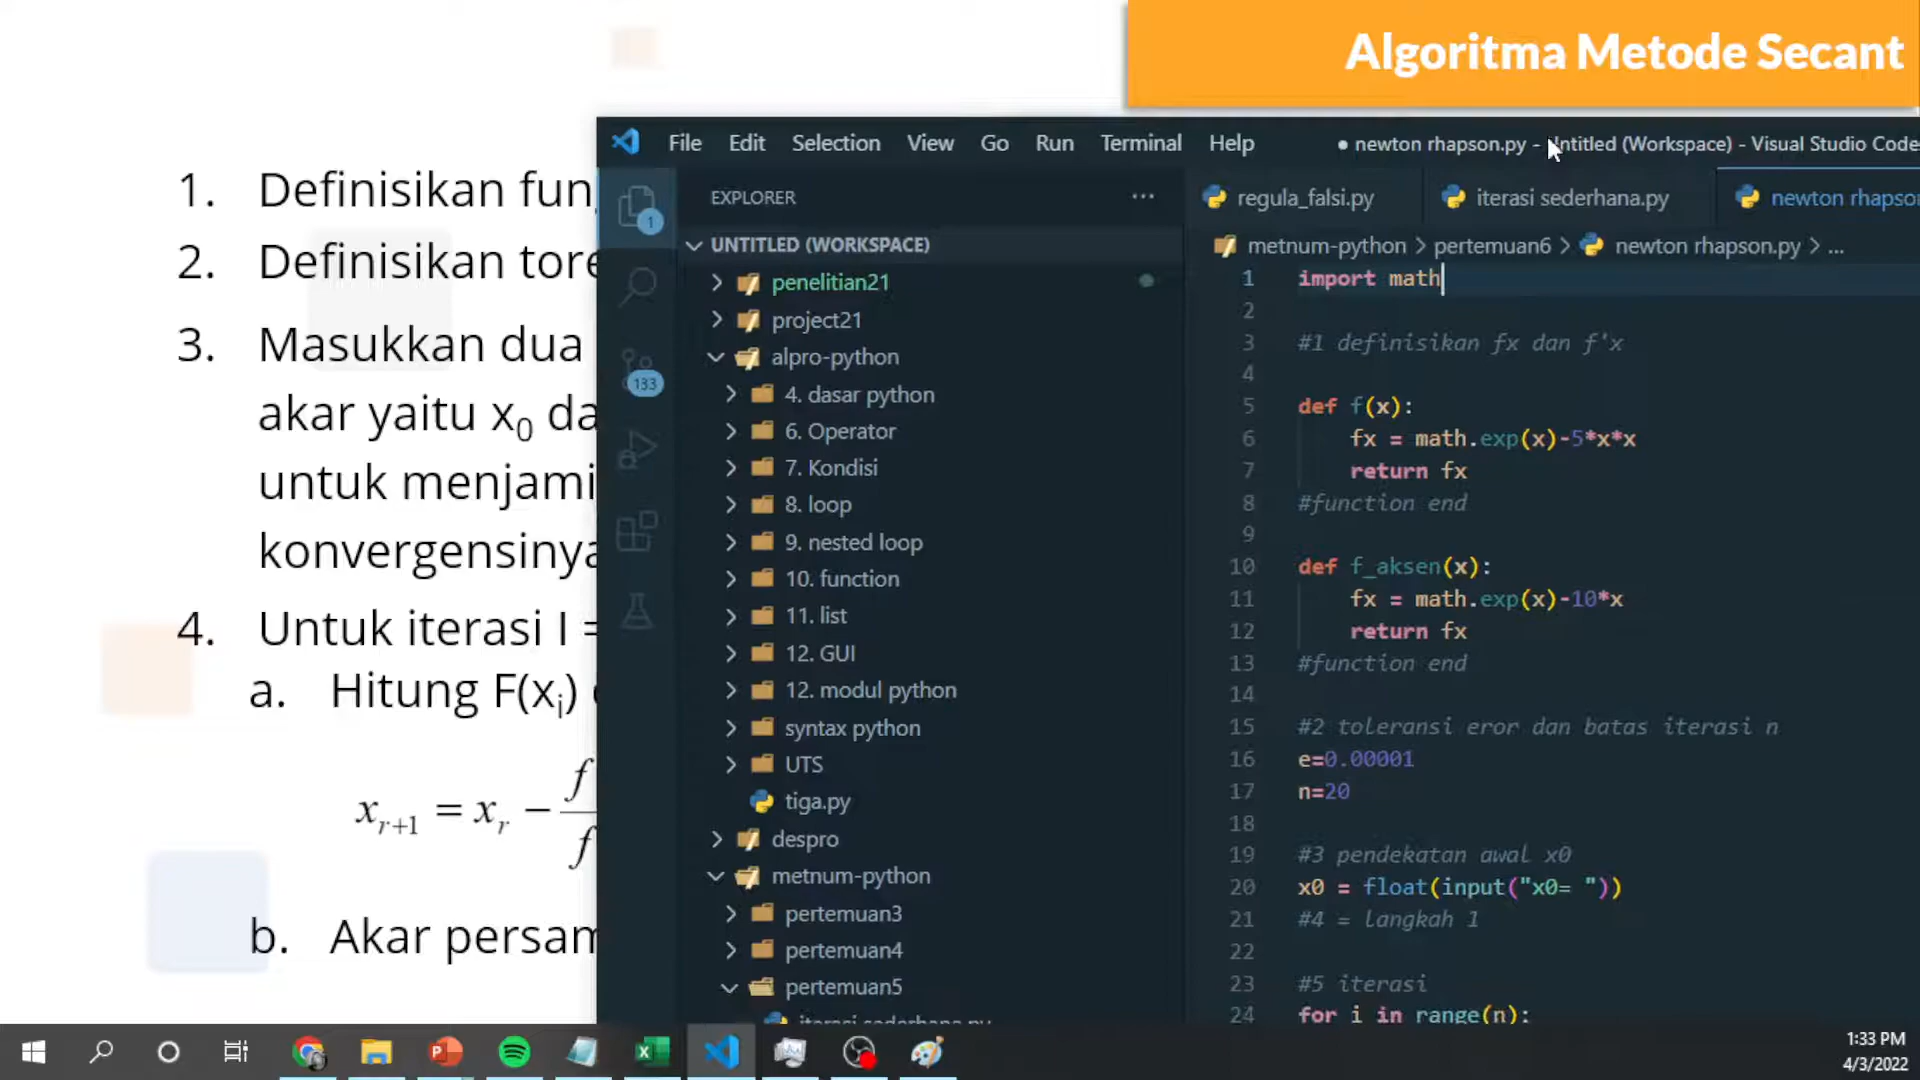 Algoritma Metode Secant
1. Definisikan fun
2. Definisikan tore
3. Masukkan dua
akar yaitu x0 da
untuk menjami
konvergensinya
4. Untuk iterasi I =
a. Hitung F(xi)
xr+1 = xr − f
f
b. Akar persam
File Edit Selection View Go Run Terminal Help ● newton rhapson.py - Untitled (Workspace) - Visual Studio Code
EXPLORER ...
1
133
UNTITLED (WORKSPACE)
penelitian21
project21
alpro-python
4. dasar python
6. Operator
7. Kondisi
8. loop
9. nested loop
10. function
11. list
12. GUI
12. modul python
syntax python
UTS
tiga.py
despro
metnum-python
pertemuan3
pertemuan4
pertemuan5
iterasi sederhana.py
regula_falsi.py iterasi sederhana.py newton rhapso
metnum-python > pertemuan6 > newton rhapson.py > ...
1 import math
2
3 #1 definisikan fx dan f'x
4
5 def f(x):
6 fx = math.exp(x)-5*x*x
7 return fx
8 #function end
9
10 def f_aksen(x):
11 fx = math.exp(x)-10*x
12 return fx
13 #function end
14
15 #2 toleransi eror dan batas iterasi n
16 e=0.00001
17 n=20
18
19 #3 pendekatan awal x0
20 x0 = float(input("x0= "))
21 #4 = langkah 1
22
23 #5 iterasi
24 for i in range(n):
1:33 PM
4/3/2022